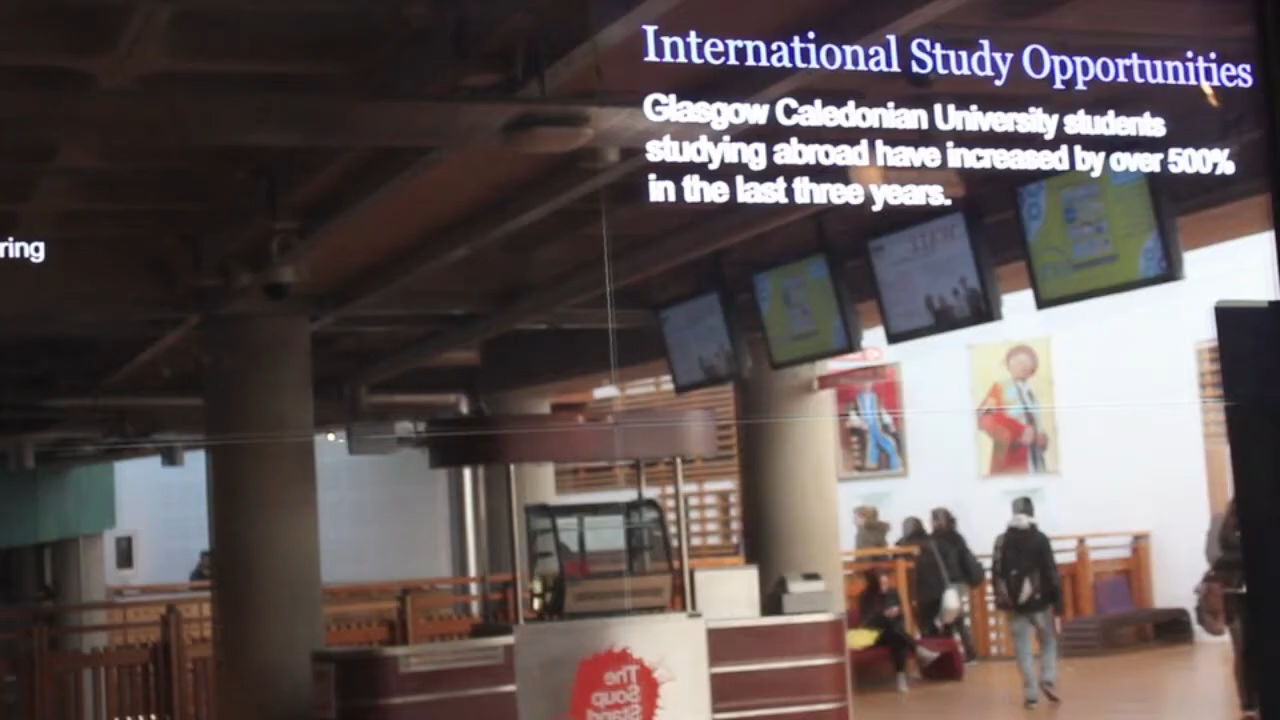 International Study Opportunities
Glasgow Caledonian University students
studying abroad have increased by over 500%
in the last three years.
ring
The
Soup
Stand